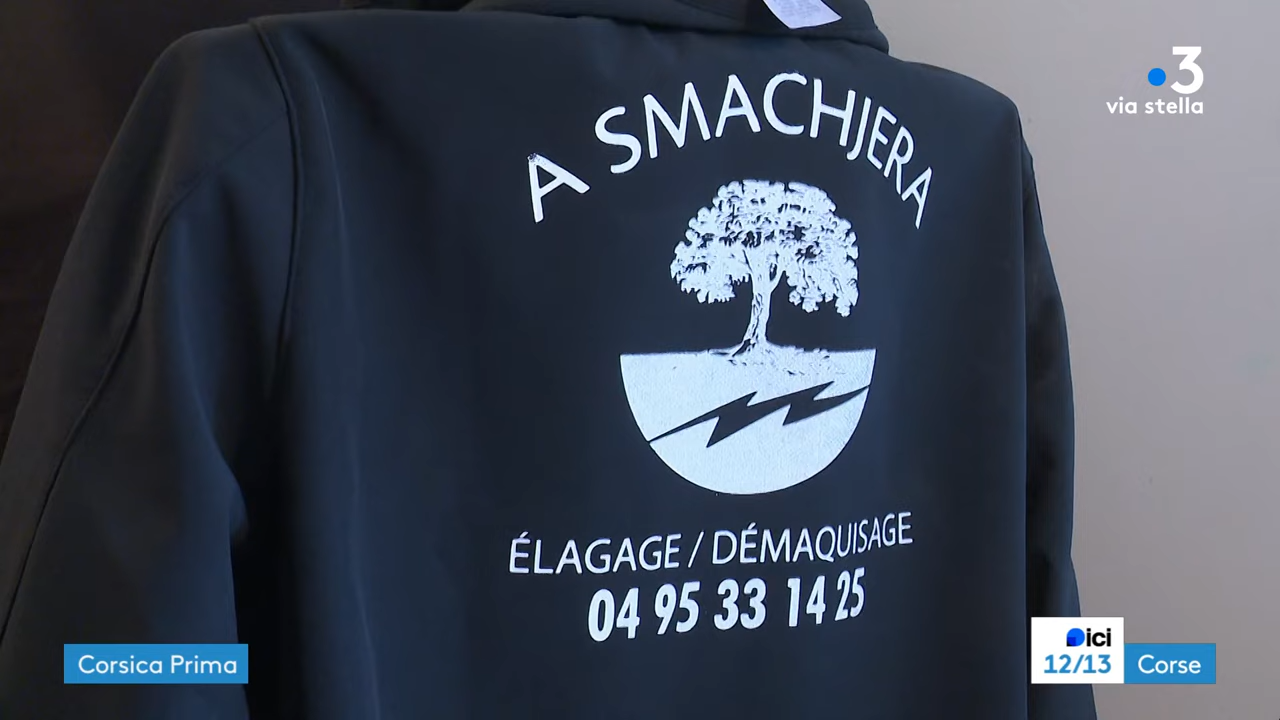 3
via stella
A SMACHJERA
ÉLAGAGE / DÉMAQUISAGE
04 95 33 14 25
Corsica Prima
ici
12/13 Corse